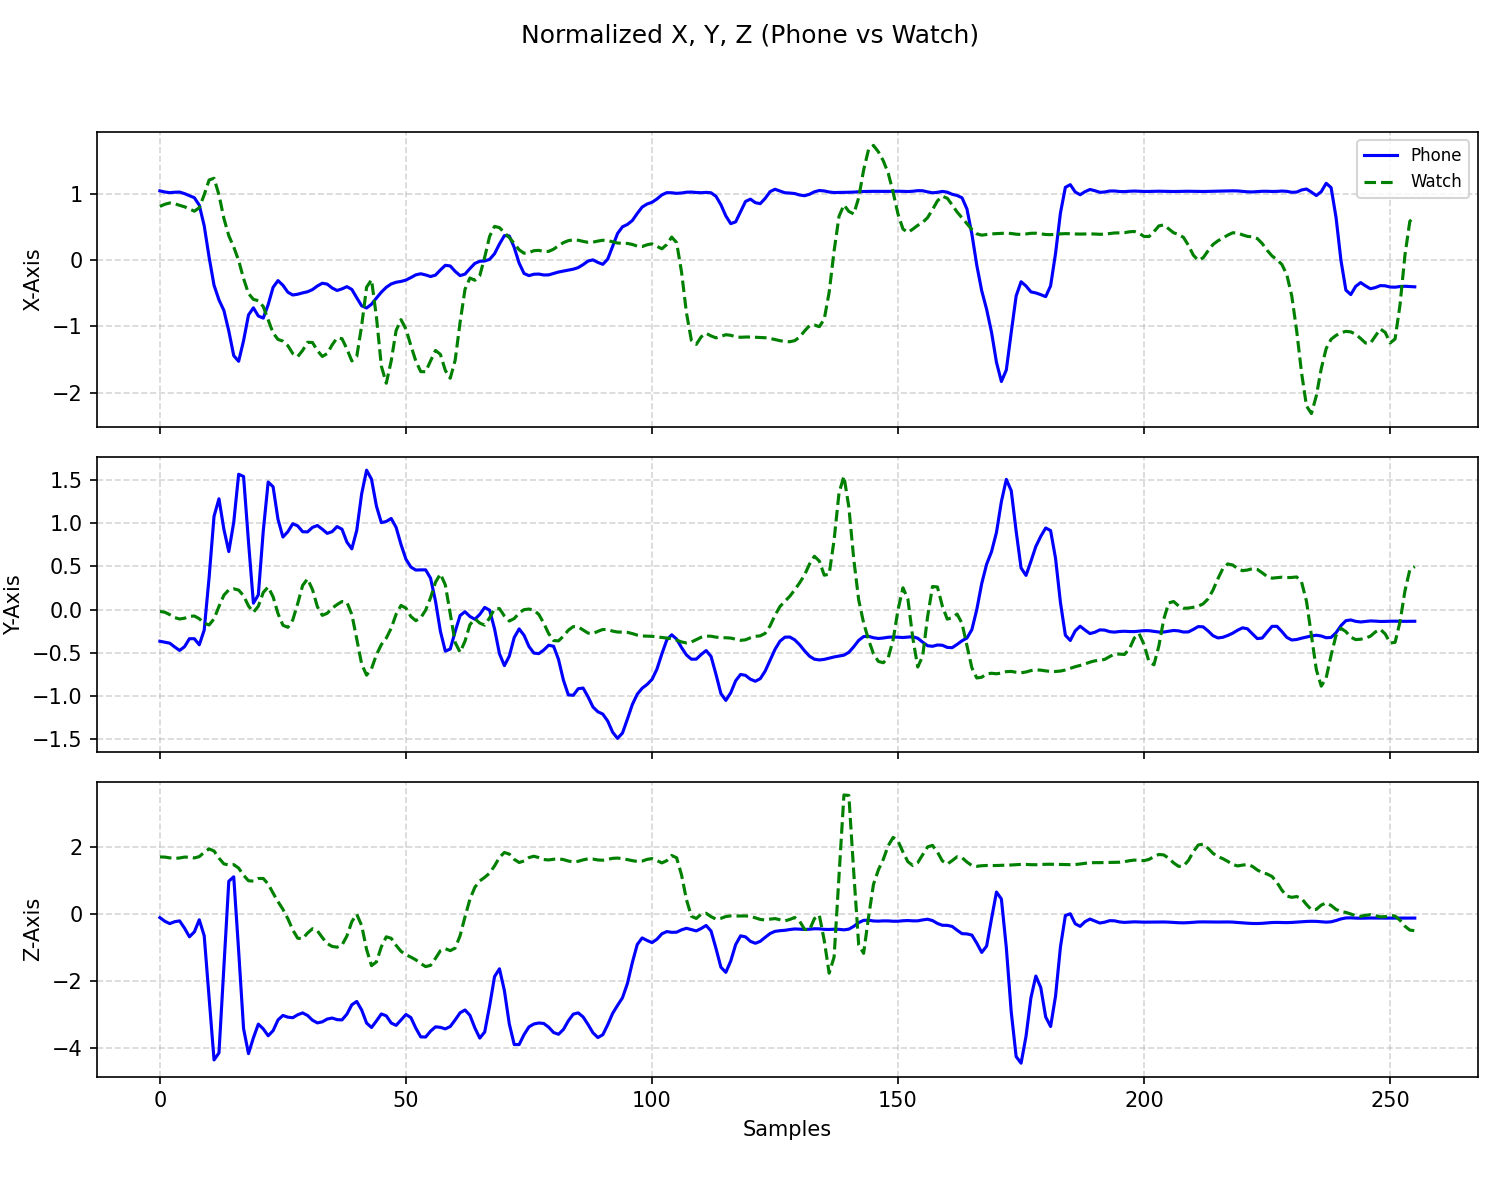 Normalized X, Y, Z (Phone vs Watch)
X-Axis
1
0
−1
−2
Phone
Watch
Y-Axis
1.5
1.0
0.5
0.0
−0.5
−1.0
−1.5
Z-Axis
2
0
−2
−4
0 50 100 150 200 250
Samples